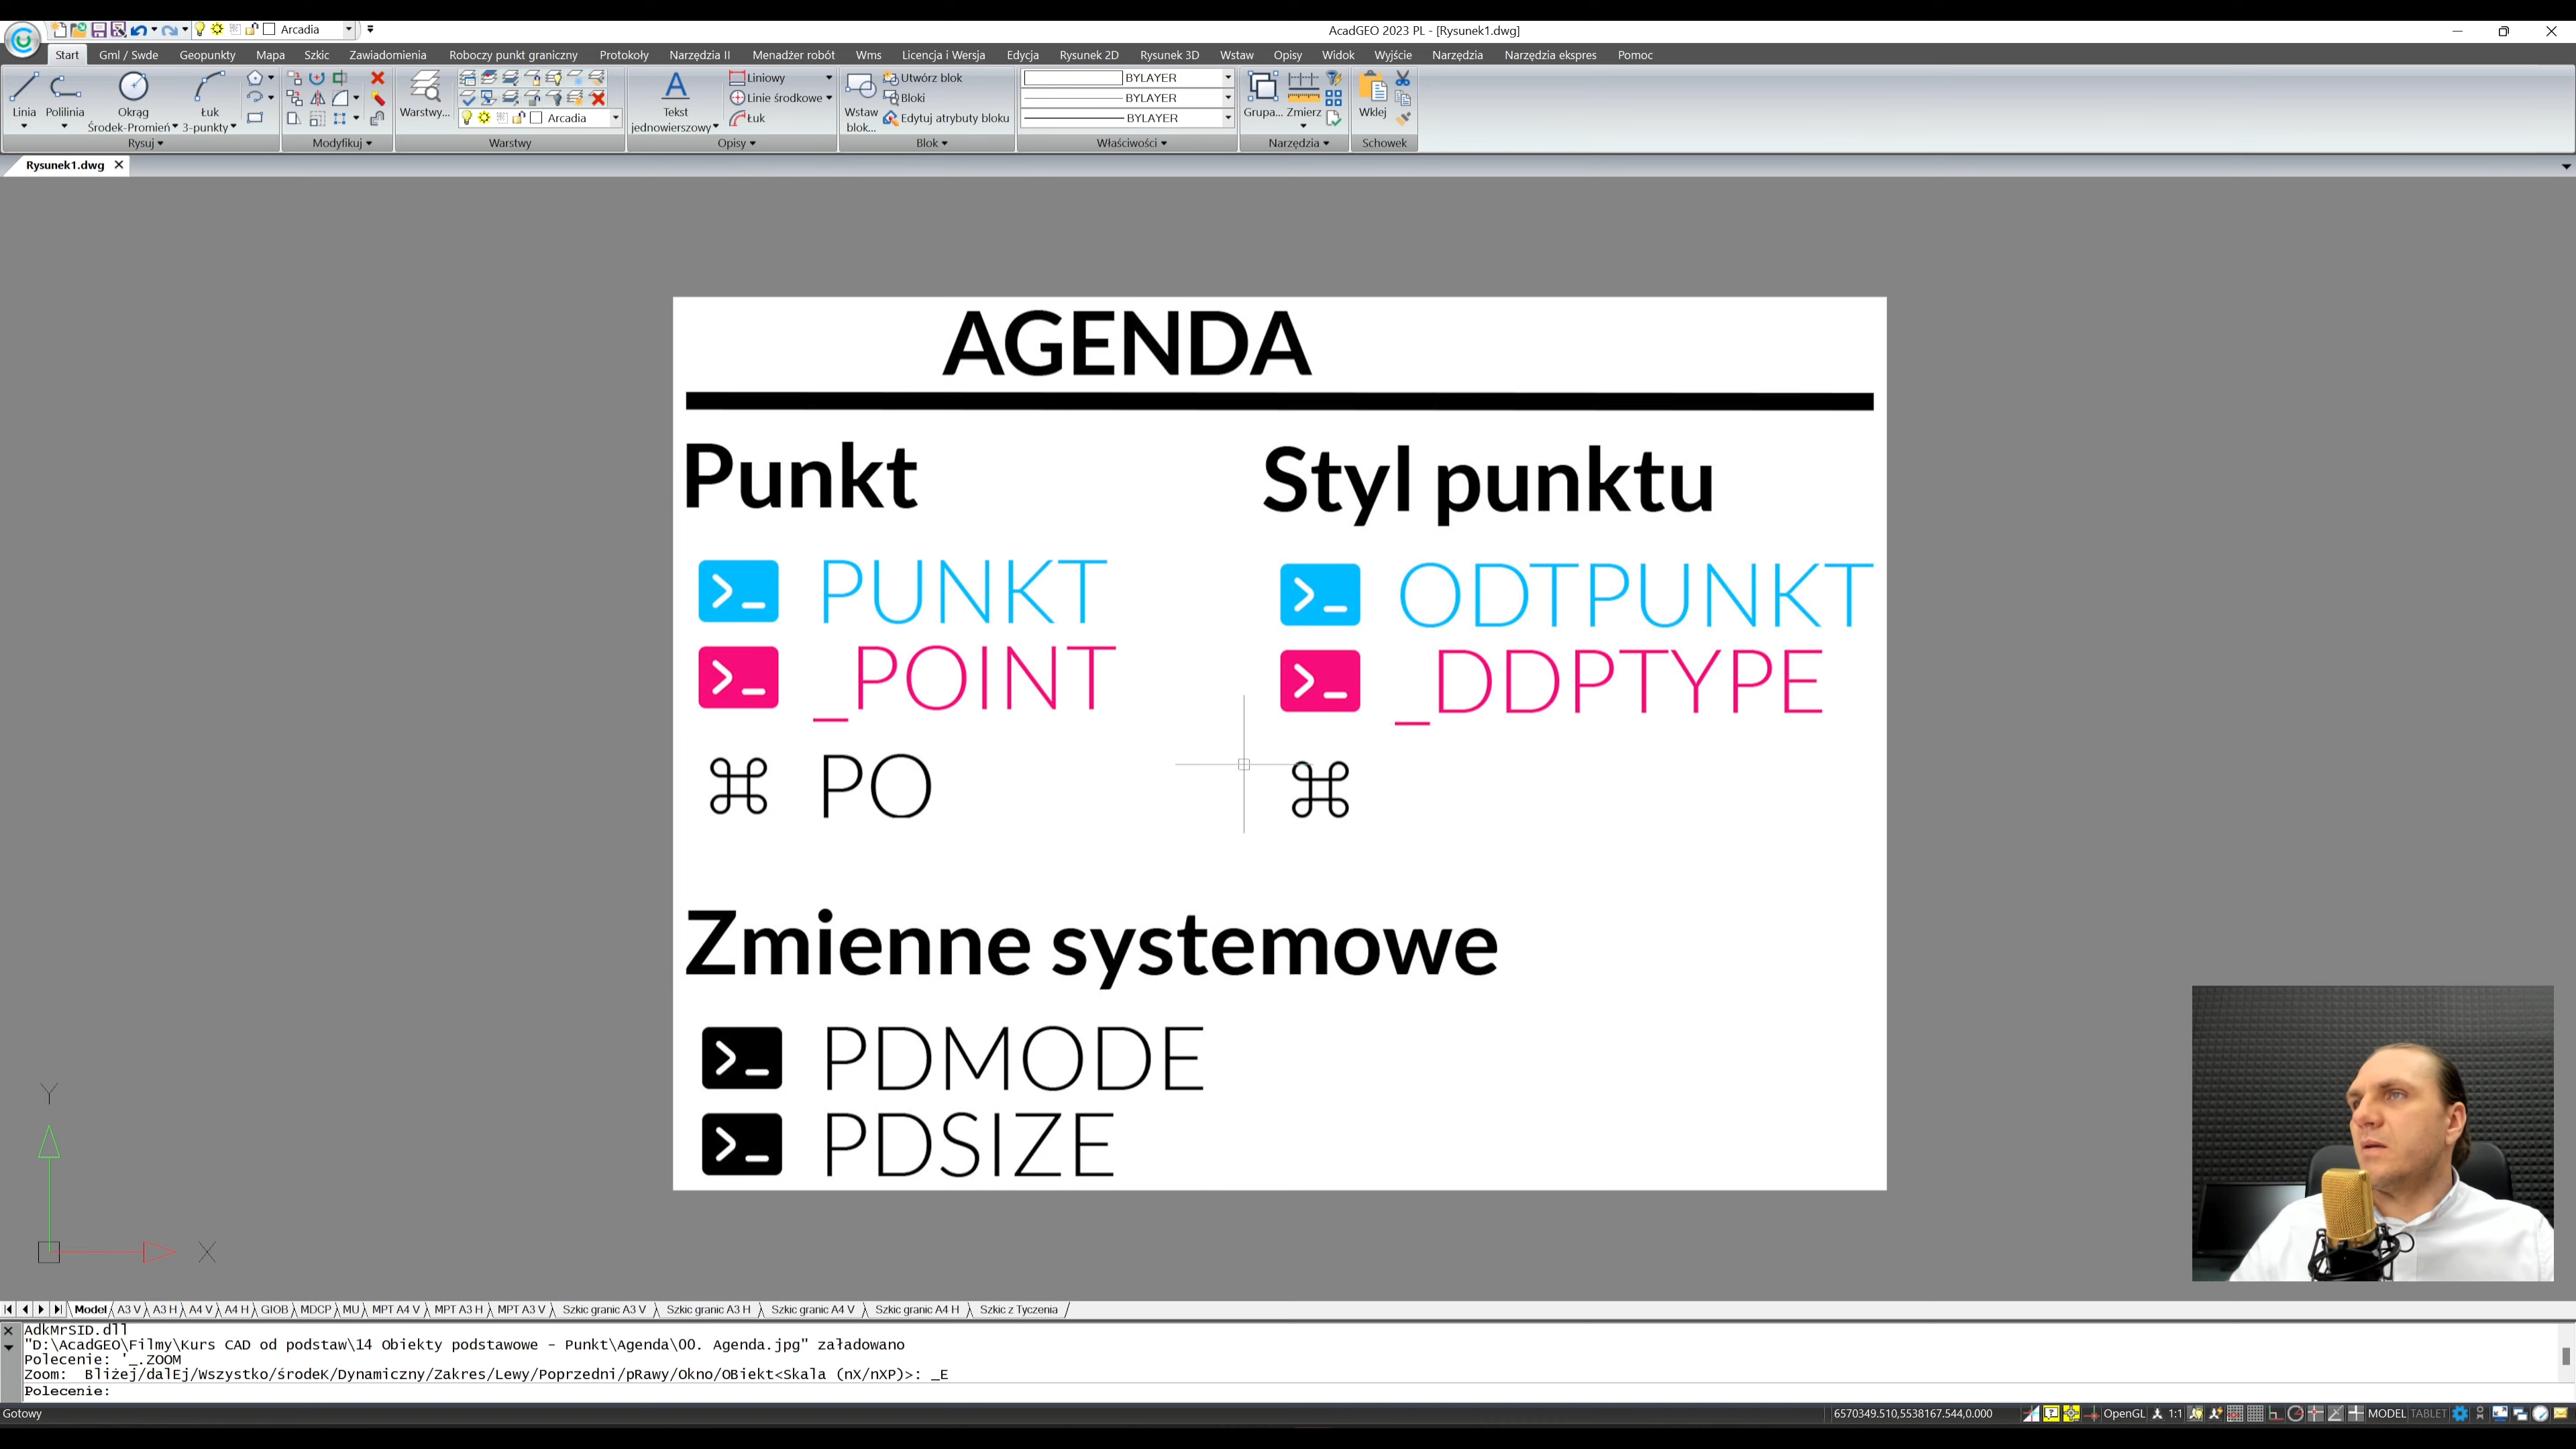 Arcadia
AcadGEO 2023 PL - [Rysunek1.dwg]
Start Gml / Swde Geopunkty Mapa Szkic Zawiadomienia Roboczy punkt graniczny Protokoły Narzędzia II Menadżer robót Wms Licencja i Wersja Edycja Rysunek 2D Rysunek 3D Wstaw Opisy Widok Wyjście Narzędzia Narzędzia ekspres Pomoc
Linia
Polilinia
Okrąg
Środek-Promień
Łuk
3-punkty
Rysuj
Modyfikuj
Warstwy...
Arcadia
Warstwy
Tekst
jednowierszowy
Liniowy
Linie środkowe
Łuk
Opisy
Wstaw
blok...
Utwórz blok
Bloki
Edytuj atrybuty bloku
Blok
BYLAYER
BYLAYER
BYLAYER
Właściwości
Grupa...
Zmierz
Narzędzia
Wklej
Schowek
Rysunek1.dwg
AGENDA
Punkt
PUNKT
_POINT
PO
Styl punktu
ODTPUNKT
_DDPTYPE
Zmienne systemowe
PDMODE
PDSIZE
Y
X
Model A3 V A3 H A4 V A4 H GIOB MDCP MU MPT A4 V MPT A3 H MPT A3 V Szkic granic A3 V Szkic granic A3 H Szkic granic A4 V Szkic granic A4 H Szkic z Tyczenia
AdkMrSID.dll
"D:\AcadGEO\Filmy\Kurs CAD od podstaw\14 Obiekty podstawowe - Punkt\Agenda\00. Agenda.jpg" załadowano
Polecenie: '_.ZOOM
Zoom: Bliżej/dalEj/Wszystko/środeK/Dynamiczny/Zakres/Lewy/Poprzedni/pRawy/Okno/OBiekt<Skala (nX/nXP)>: _E
Polecenie:
Gotowy
6570349.510,5538167.544,0.000
OpenGL
1:1
MODEL
TABLET